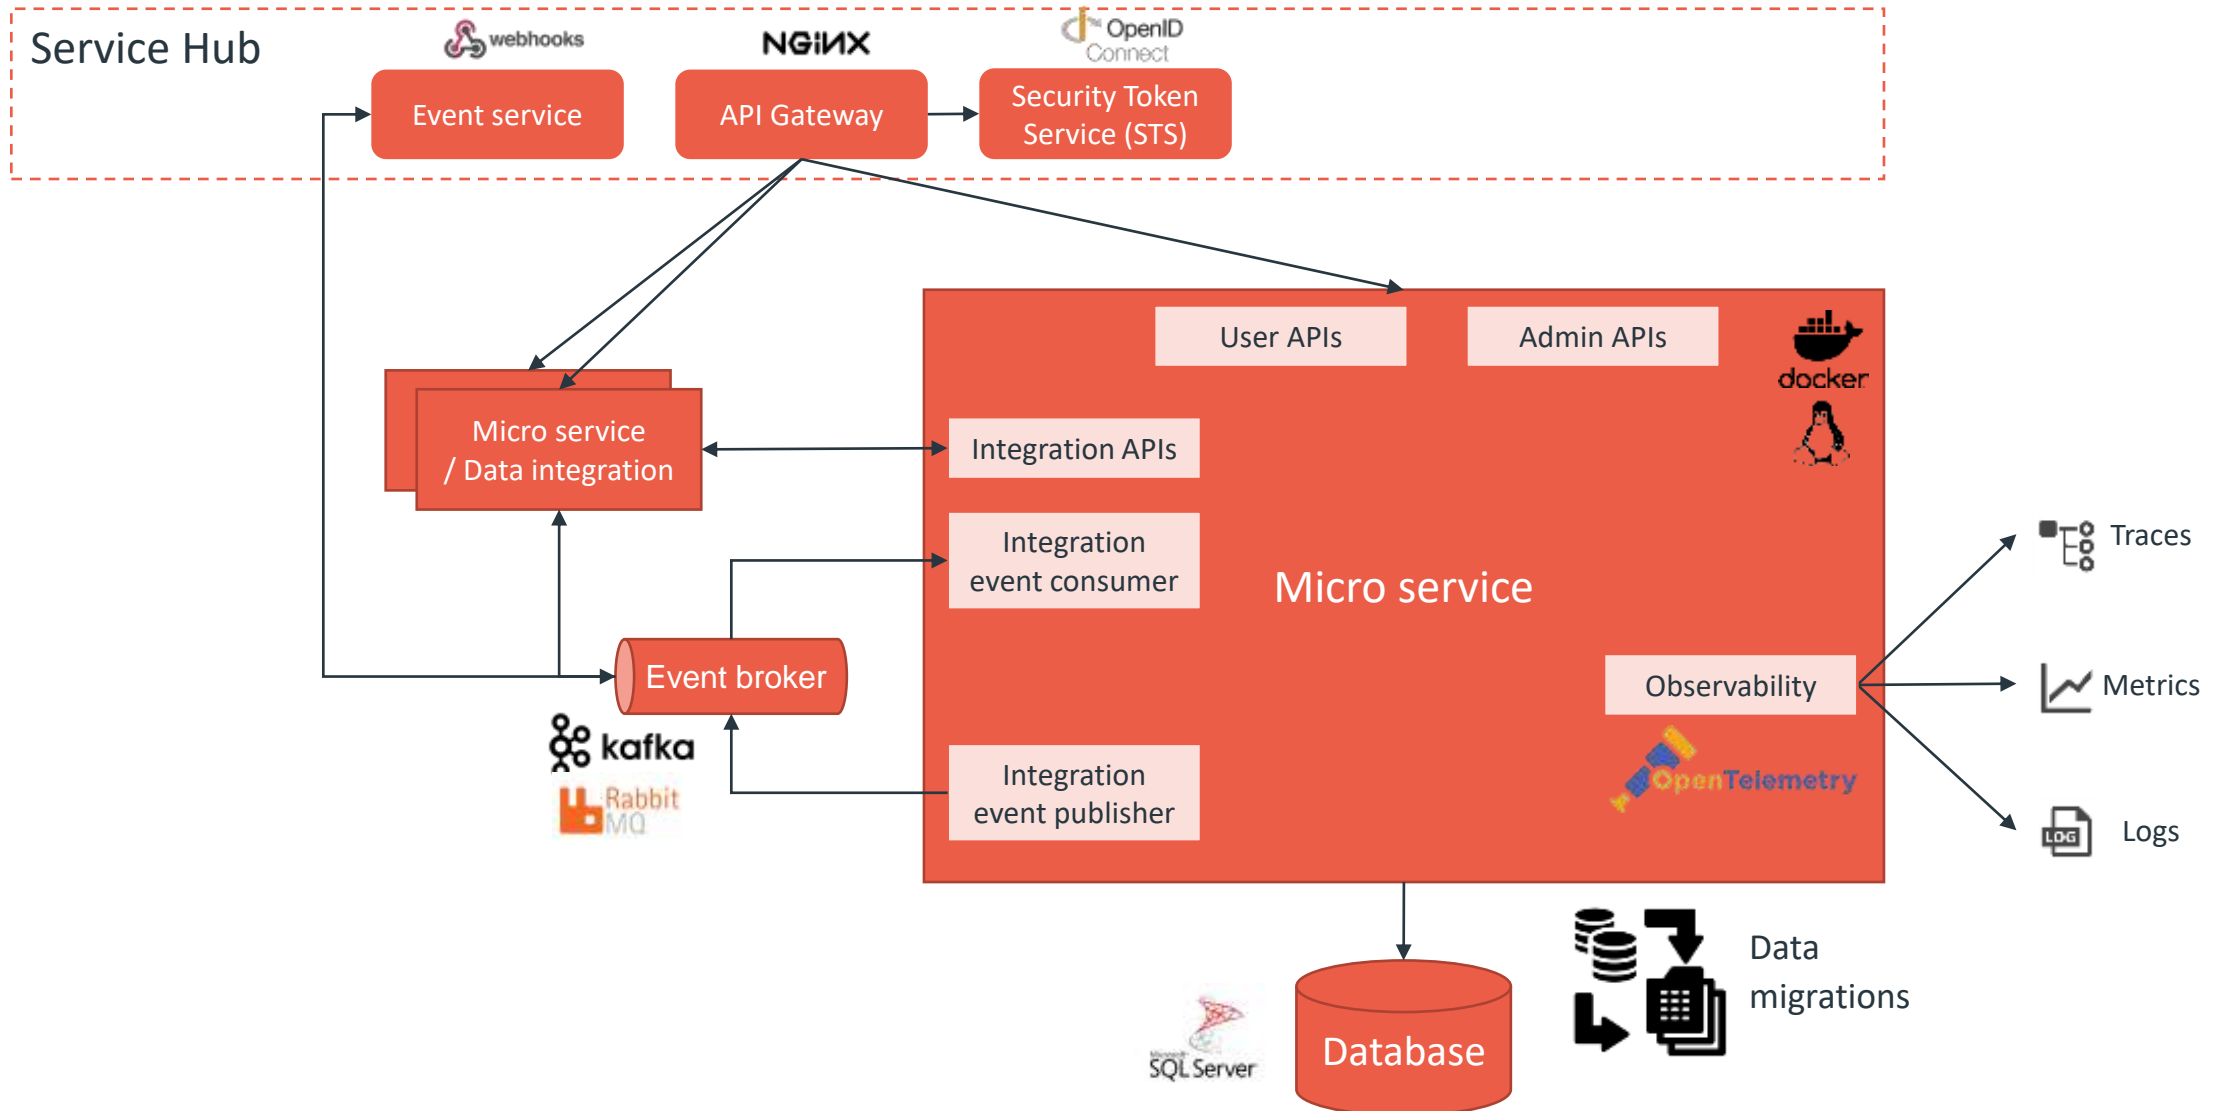 Service Hub
webhooks
NGINX
OpenID
Connect
Event service
API Gateway
Security Token
Service (STS)
User APIs
Admin APIs
docker
Micro service
/ Data integration
Integration APIs
Integration
event consumer
Micro service
Traces
Event broker
Observability
Metrics
kafka
Rabbit
MQ
OpenTelemetry
Integration
event publisher
LOG
Logs
Data
migrations
Microsoft
SQL Server
Database